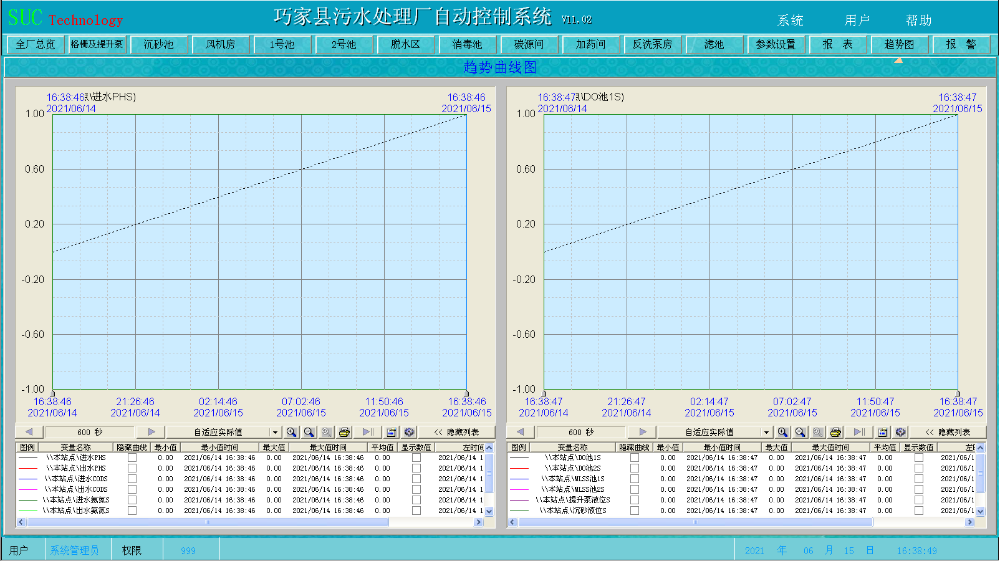 SUC Technology 巧家县污水处理厂自动控制系统 V11.02 系统 用户 帮助
全厂总览 格栅及提升泵 沉砂池 风机房 1号池 2号池 脱水区 消毒池 碳源间 加药间 反洗泵房 滤池 参数设置 报 表 趋势图 报 警
趋势曲线图
16:38:46 \进水PHS) 16:38:46
2021/06/14 2021/06/15
1.00
0.60
0.20
-0.20
-0.60
-1.00
16:38:46 21:26:46 02:14:46 07:02:46 11:50:46 16:38:46
2021/06/14 2021/06/14 2021/06/15 2021/06/15 2021/06/15 2021/06/15
600 秒 自适应实际值 << 隐藏列表
图例 变量名称 隐藏曲线 最小值 最小值时间 最大值 最大值时间 平均值 显示数值 左时间
\\本站点\进水PHS 0.00 2021/06/14 16:38:46 0.00 2021/06/14 16:38:46 0.00 2021/06/14 1
\\本站点\出水PHS 0.00 2021/06/14 16:38:46 0.00 2021/06/14 16:38:46 0.00 2021/06/14 1
\\本站点\进水CODS 0.00 2021/06/14 16:38:46 0.00 2021/06/14 16:38:46 0.00 2021/06/14 1
\\本站点\出水CODS 0.00 2021/06/14 16:38:46 0.00 2021/06/14 16:38:46 0.00 2021/06/14 1
\\本站点\进水氨氮S 0.00 2021/06/14 16:38:46 0.00 2021/06/14 16:38:46 0.00 2021/06/14 1
\\本站点\出水氨氮S 0.00 2021/06/14 16:38:46 0.00 2021/06/14 16:38:46 0.00 2021/06/14 1
16:38:47 \DO池1S) 16:38:47
2021/06/14 2021/06/15
1.00
0.60
0.20
-0.20
-0.60
-1.00
16:38:47 21:26:47 02:14:47 07:02:47 11:50:47 16:38:47
2021/06/14 2021/06/14 2021/06/15 2021/06/15 2021/06/15 2021/06/15
600 秒 自适应实际值 << 隐藏列表
图例 变量名称 隐藏曲线 最小值 最小值时间 最大值 最大值时间 平均值 显示数值 左
\\本站点\DO池1S 0.00 2021/06/14 16:38:47 0.00 2021/06/14 16:38:47 0.00 2021/06/1
\\本站点\DO池2S 0.00 2021/06/14 16:38:47 0.00 2021/06/14 16:38:47 0.00 2021/06/1
\\本站点\MLSS池1S 0.00 2021/06/14 16:38:47 0.00 2021/06/14 16:38:47 0.00 2021/06/1
\\本站点\MLSS池2S 0.00 2021/06/14 16:38:47 0.00 2021/06/14 16:38:47 0.00 2021/06/1
\\本站点\提升泵液位S 0.00 2021/06/14 16:38:47 0.00 2021/06/14 16:38:47 0.00 2021/06/1
\\本站点\沉砂液位S 0.00 2021/06/14 16:38:47 0.00 2021/06/14 16:38:47 0.00 2021/06/1
用户 系统管理员 权限 999 2021 年 06 月 15 日 16:38:49